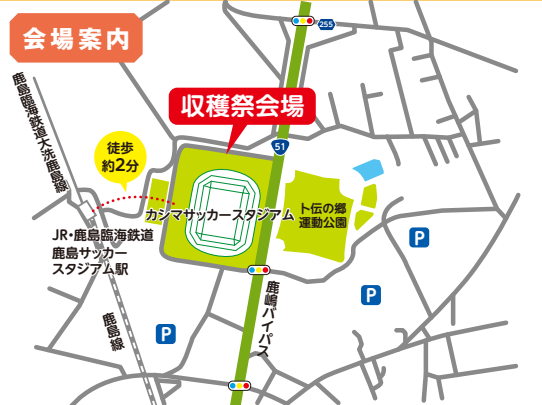 会場案内
255
鹿島臨海鉄道大洗鹿島線
収穫祭会場
51
徒歩
約2分
カシマサッカースタジアム
卜伝の郷
運動公園
JR・鹿島臨海鉄道
鹿島サッカー
スタジアム駅
P
P
鹿嶋バイパス
鹿島線
P